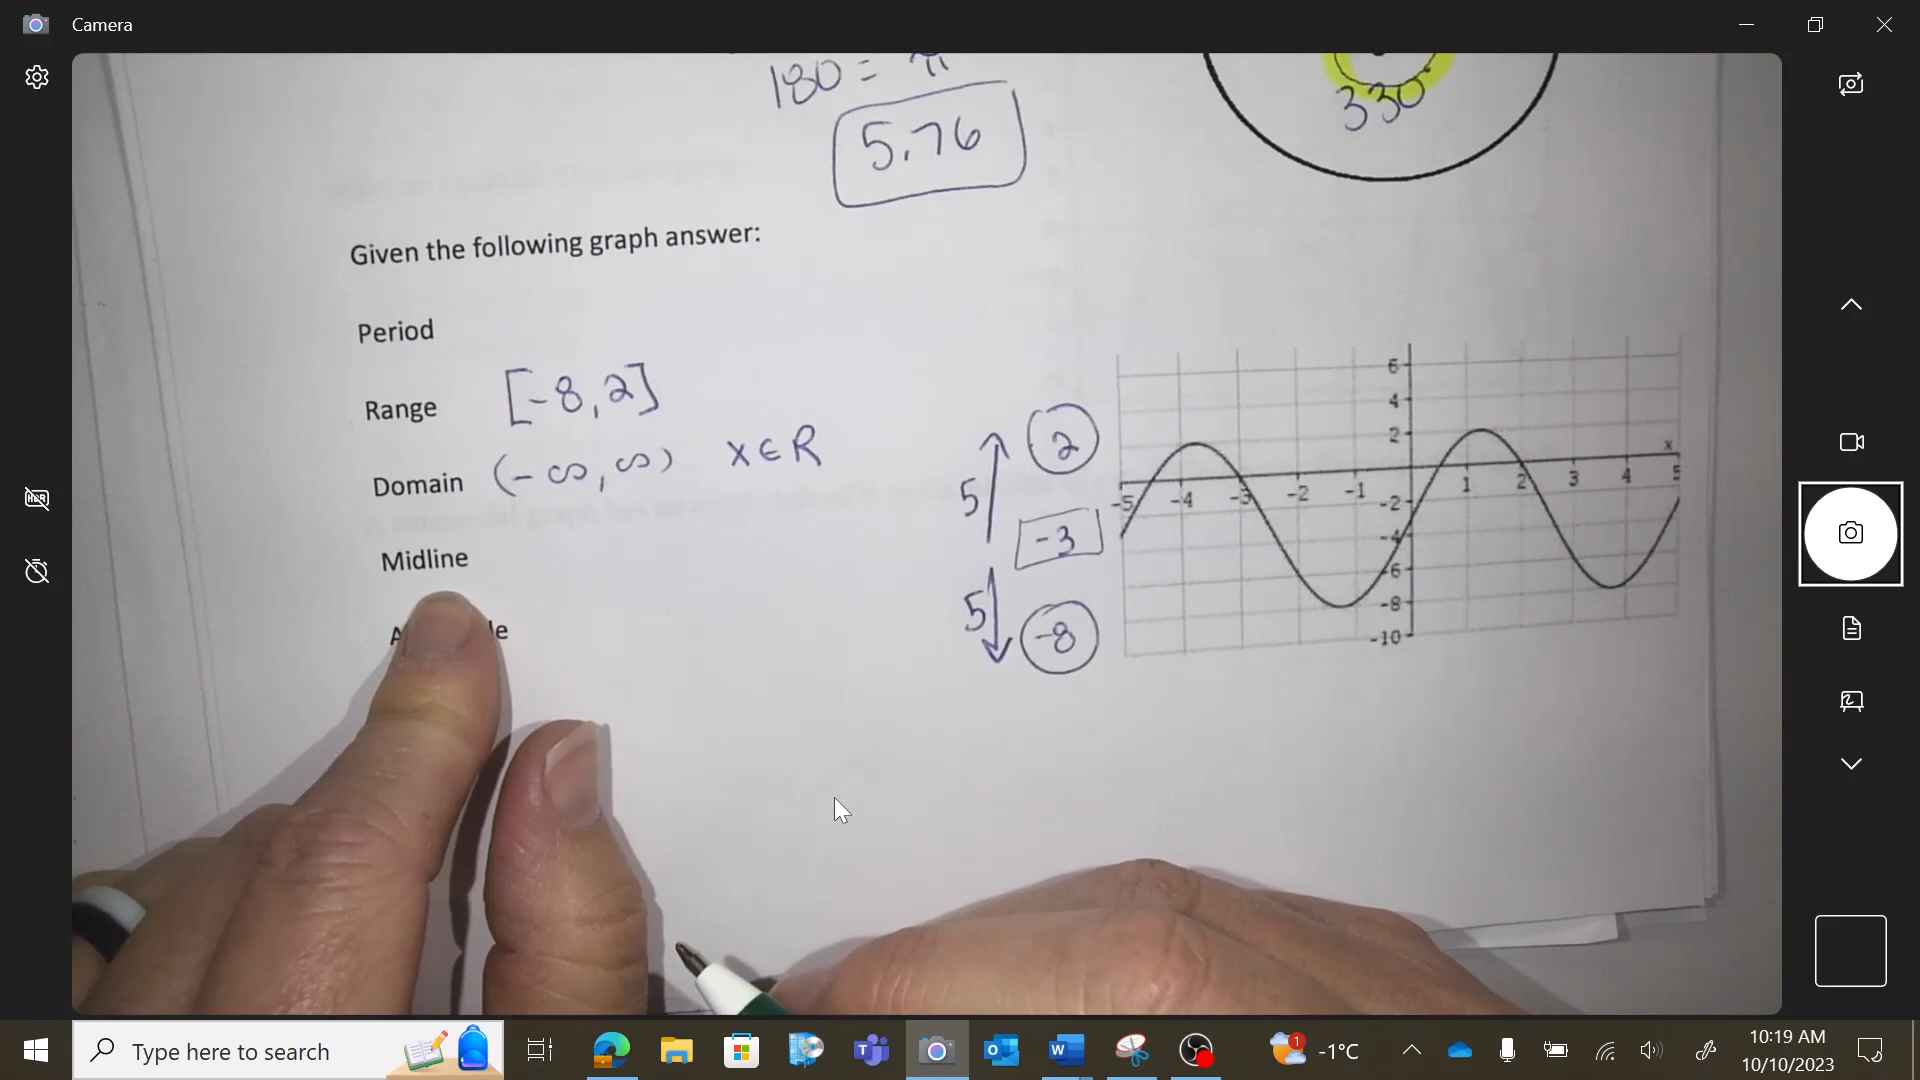 Camera
180 = π
5.76
330°
Given the following graph answer:
Period
Range [-8,2]
Domain (-∞,∞) x∈R
Midline
5
2
-3
5
-8
6
4
2
x
-5 -4 -3 -2 -1 1 2 3 4 5
-2
-4
-6
-8
-10
Type here to search
1
-1°C
10:19 AM
10/10/2023